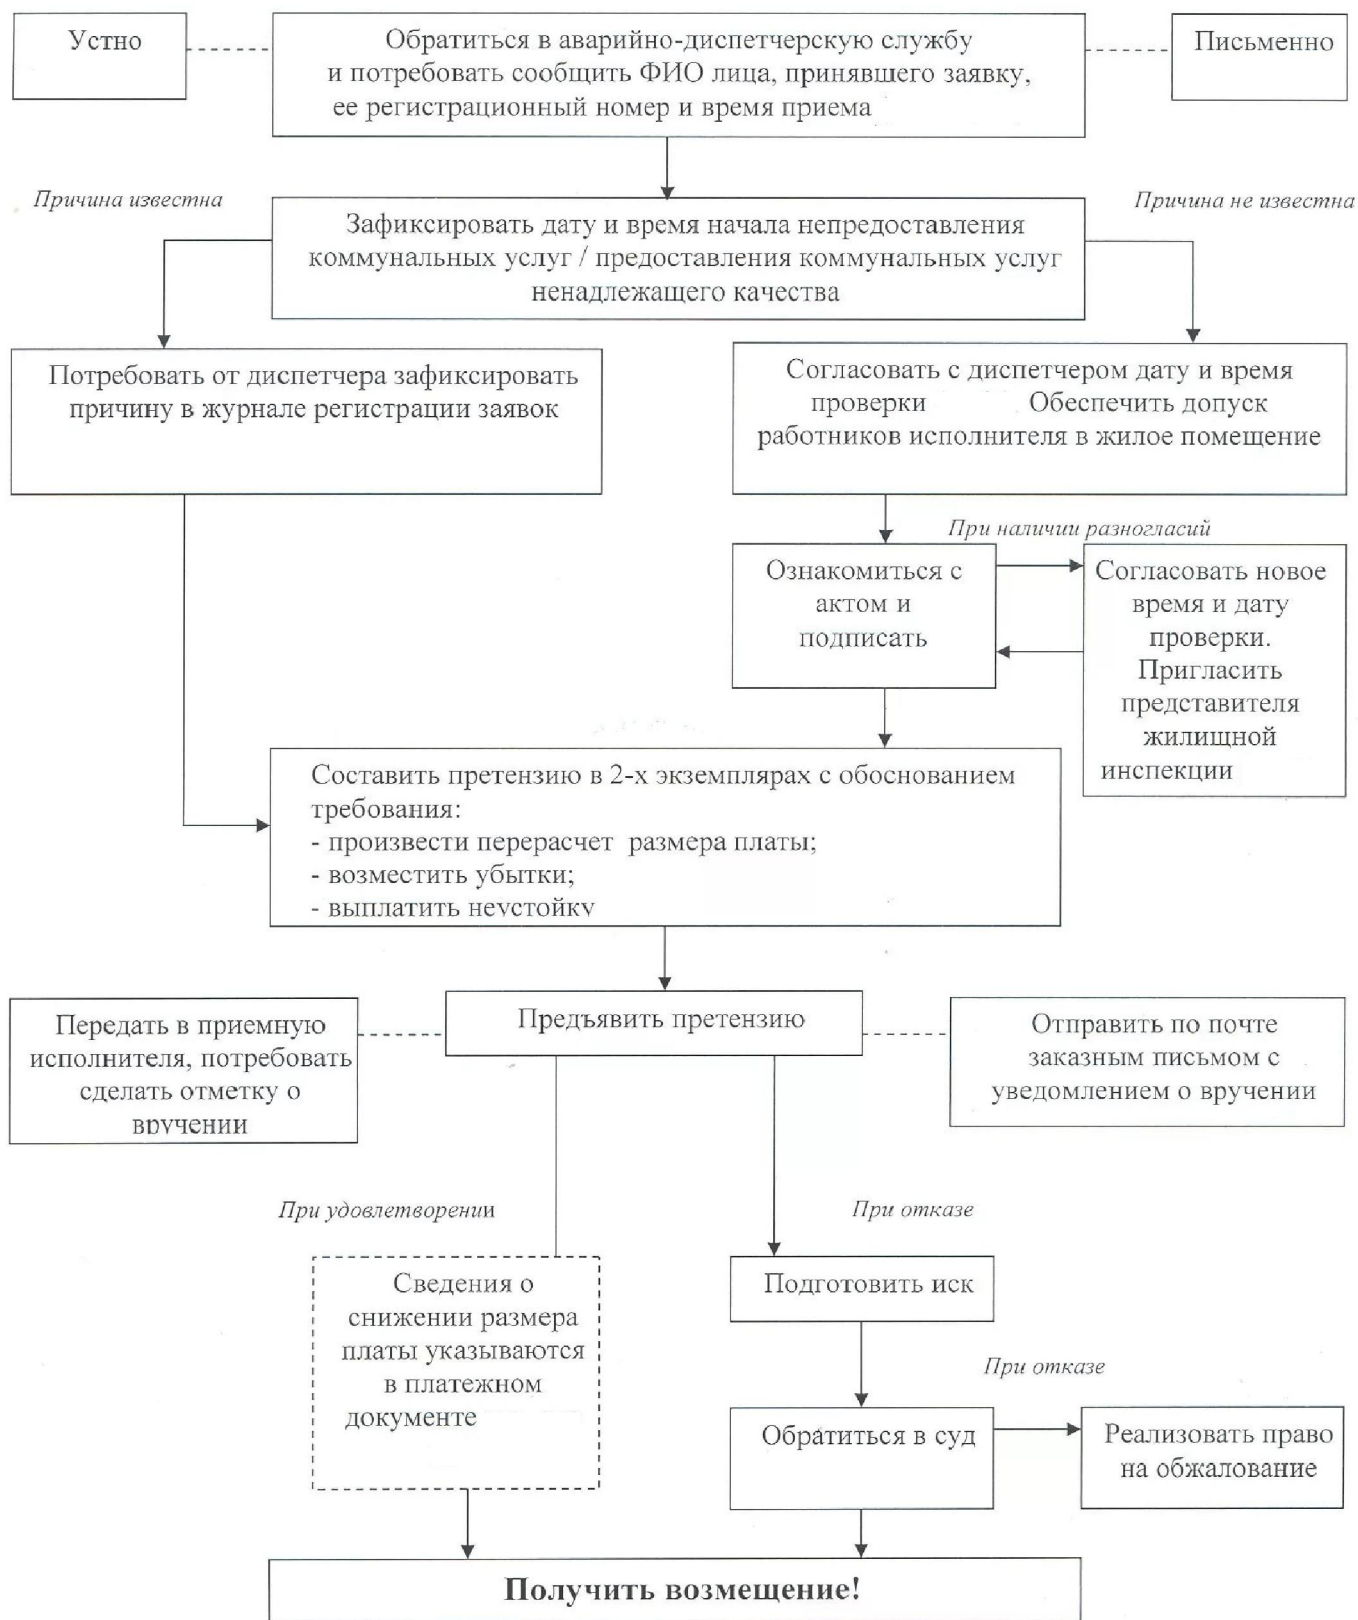 Устно
Обратиться в аварийно-диспетчерскую службу
и потребовать сообщить ФИО лица, принявшего заявку,
ее регистрационный номер и время приема
Письменно
Причина известна
Причина не известна
Зафиксировать дату и время начала непредоставления
коммунальных услуг / предоставления коммунальных услуг
ненадлежащего качества
Потребовать от диспетчера зафиксировать
причину в журнале регистрации заявок
Согласовать с диспетчером дату и время
проверки Обеспечить допуск
работников исполнителя в жилое помещение
При наличии разногласий
Ознакомиться с
актом и
подписать
Согласовать новое
время и дату
проверки.
Пригласить
представителя
жилищной
инспекции
Составить претензию в 2-х экземплярах с обоснованием
требования:
- произвести перерасчет размера платы;
- возместить убытки;
- выплатить неустойку
Передать в приемную
исполнителя, потребовать
сделать отметку о
вручении
Предъявить претензию
Отправить по почте
заказным письмом с
уведомлением о вручении
При удовлетворении
При отказе
Сведения о
снижении размера
платы указываются
в платежном
документе
Подготовить иск
При отказе
Обратиться в суд
Реализовать право
на обжалование
Получить возмещение!